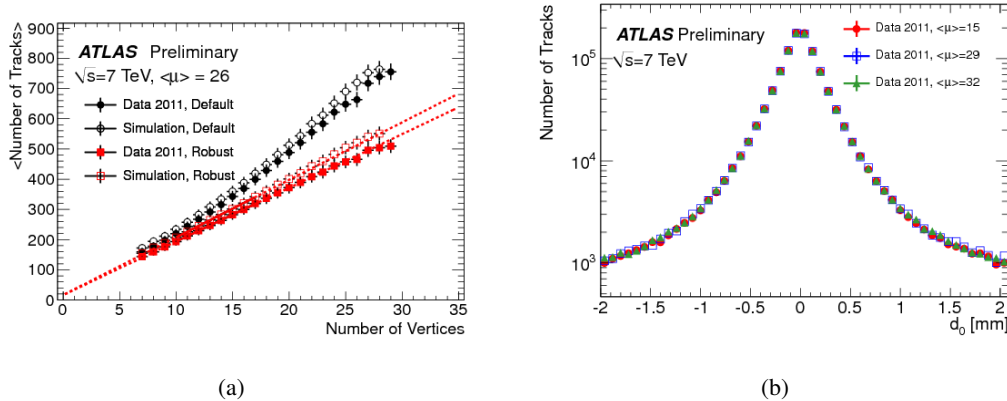 <Number of Tracks>
900
800
700
600
500
400
300
200
100
0
ATLAS Preliminary
√s=7 TeV, <μ> = 26
Data 2011, Default
Simulation, Default
Data 2011, Robust
Simulation, Robust
0 5 10 15 20 25 30 35
Number of Vertices
(a)
Number of Tracks
10⁵
10⁴
10³
ATLAS Preliminary
√s=7 TeV
Data 2011, <μ>=15
Data 2011, <μ>=29
Data 2011, <μ>=32
-2 -1.5 -1 -0.5 0 0.5 1 1.5 2
d₀ [mm]
(b)